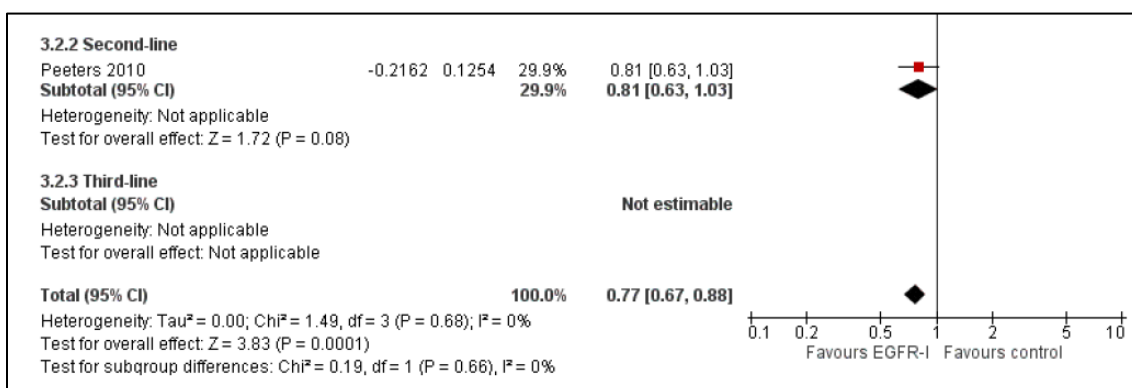 3.2.2 Second-line
Peeters 2010 -0.2162 0.1254 29.9% 0.81 [0.63, 1.03]
Subtotal (95% CI) 29.9% 0.81 [0.63, 1.03]
Heterogeneity: Not applicable
Test for overall effect: Z = 1.72 (P = 0.08)
3.2.3 Third-line
Subtotal (95% CI) Not estimable
Heterogeneity: Not applicable
Test for overall effect: Not applicable
Total (95% CI) 100.0% 0.77 [0.67, 0.88]
Heterogeneity: Tau² = 0.00; Chi² = 1.49, df = 3 (P = 0.68); I² = 0%
Test for overall effect: Z = 3.83 (P = 0.0001)
Test for subgroup differences: Chi² = 0.19, df = 1 (P = 0.66), I² = 0%
0.1 0.2 0.5 1 2 5 10
Favours EGFR-I Favours control